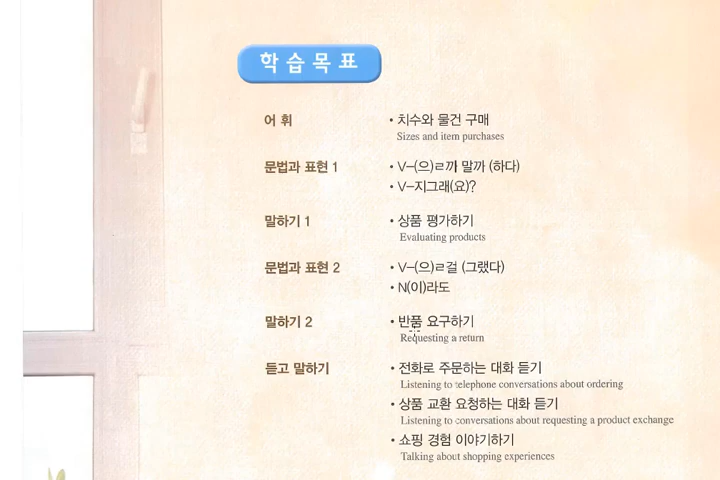 학습목표
어휘
• 치수와 물건 구매
Sizes and item purchases
문법과 표현 1
• V-(으)ㄹ까 말까 (하다)
• V-지그래(요)?
말하기 1
• 상품 평가하기
Evaluating products
문법과 표현 2
• V-(으)ㄹ걸 (그랬다)
• N(이)라도
말하기 2
• 반품 요구하기
Requesting a return
듣고 말하기
• 전화로 주문하는 대화 듣기
Listening to telephone conversations about ordering
• 상품 교환 요청하는 대화 듣기
Listening to conversations about requesting a product exchange
• 쇼핑 경험 이야기하기
Talking about shopping experiences